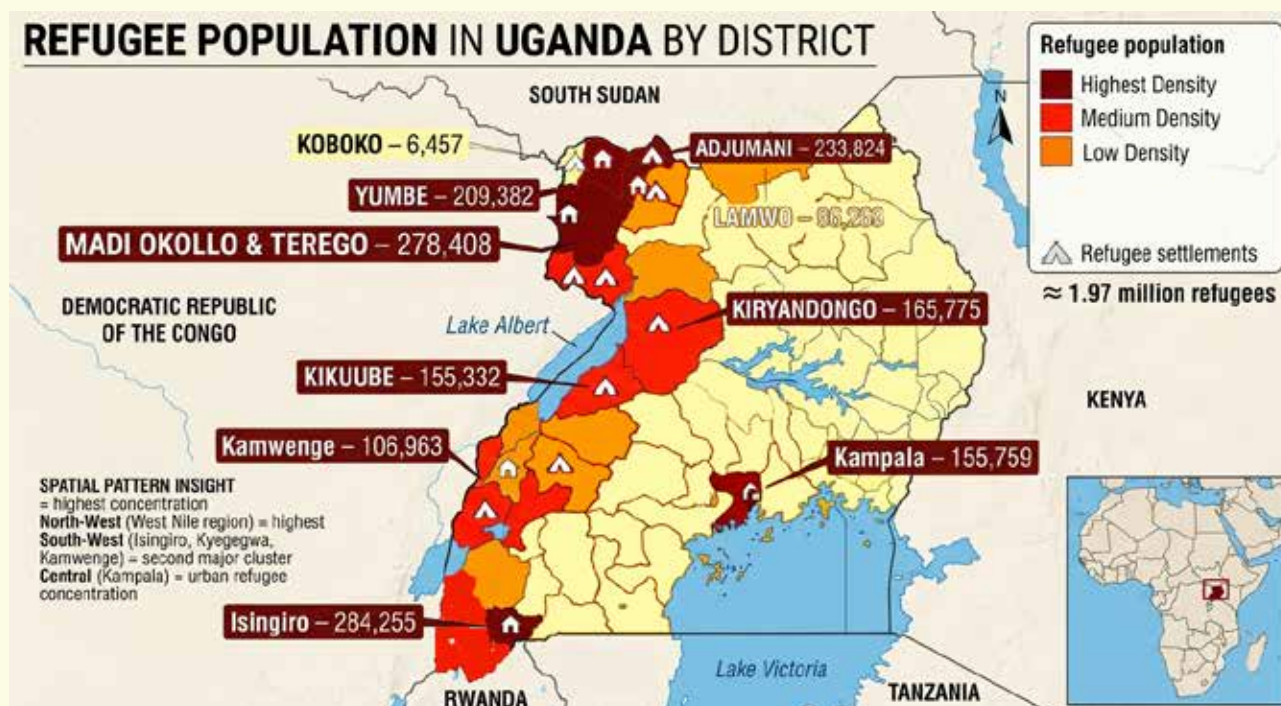 REFUGEE POPULATION IN UGANDA BY DISTRICT
Refugee population
Highest Density
Medium Density
Low Density
Refugee settlements
≈ 1.97 million refugees
N
SOUTH SUDAN
KOBOKO – 6,457
ADJUMANI – 233,824
YUMBE – 209,382
LAMWO –
MADI OKOLLO & TEREGO – 278,408
DEMOCRATIC REPUBLIC
OF THE CONGO
Lake Albert
KIRYANDONGO – 165,775
KIKUUBE – 155,332
KENYA
Kamwenge – 106,963
Kampala – 155,759
SPATIAL PATTERN INSIGHT
= highest concentration
North-West (West Nile region) = highest
South-West (Isingiro, Kyegegwa,
Kamwenge) = second major cluster
Central (Kampala) = urban refugee
concentration
Isingiro – 284,255
Lake Victoria
RWANDA
TANZANIA